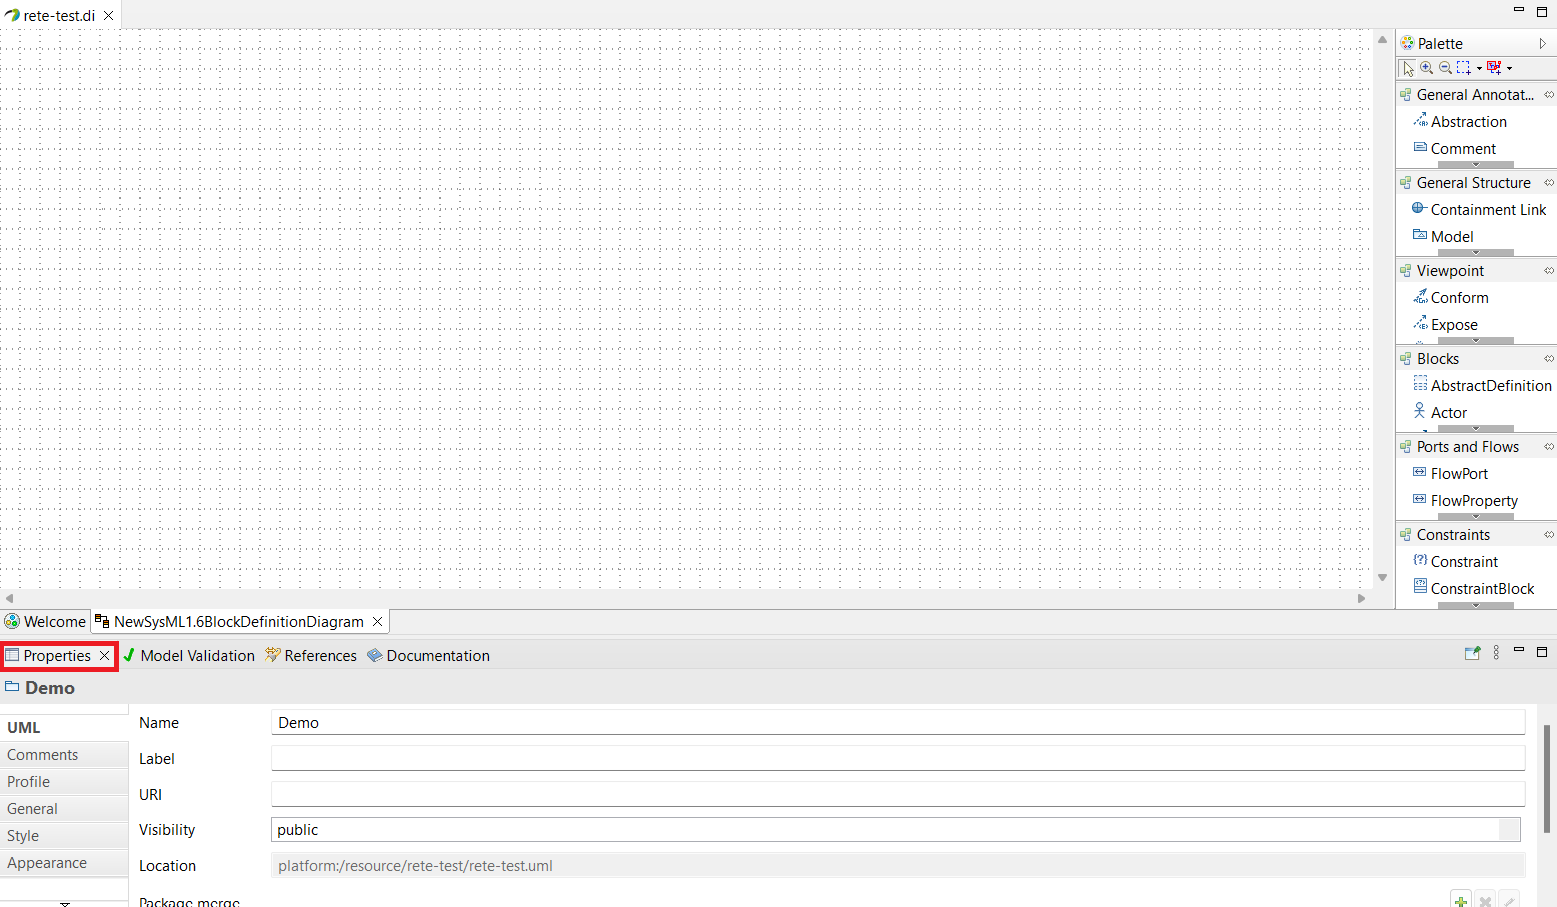 rete-test.di
Palette
General Annotat...
Abstraction
Comment
General Structure
Containment Link
Model
Viewpoint
Conform
Expose
Blocks
AbstractDefinition
Actor
Ports and Flows
FlowPort
FlowProperty
Constraints
Constraint
ConstraintBlock
Welcome NewSysML1.6BlockDefinitionDiagram
Properties Model Validation References Documentation
Demo
UML
Comments
Profile
General
Style
Appearance
Name Demo
Label
URI
Visibility public
Location platform:/resource/rete-test/rete-test.uml
Package merge